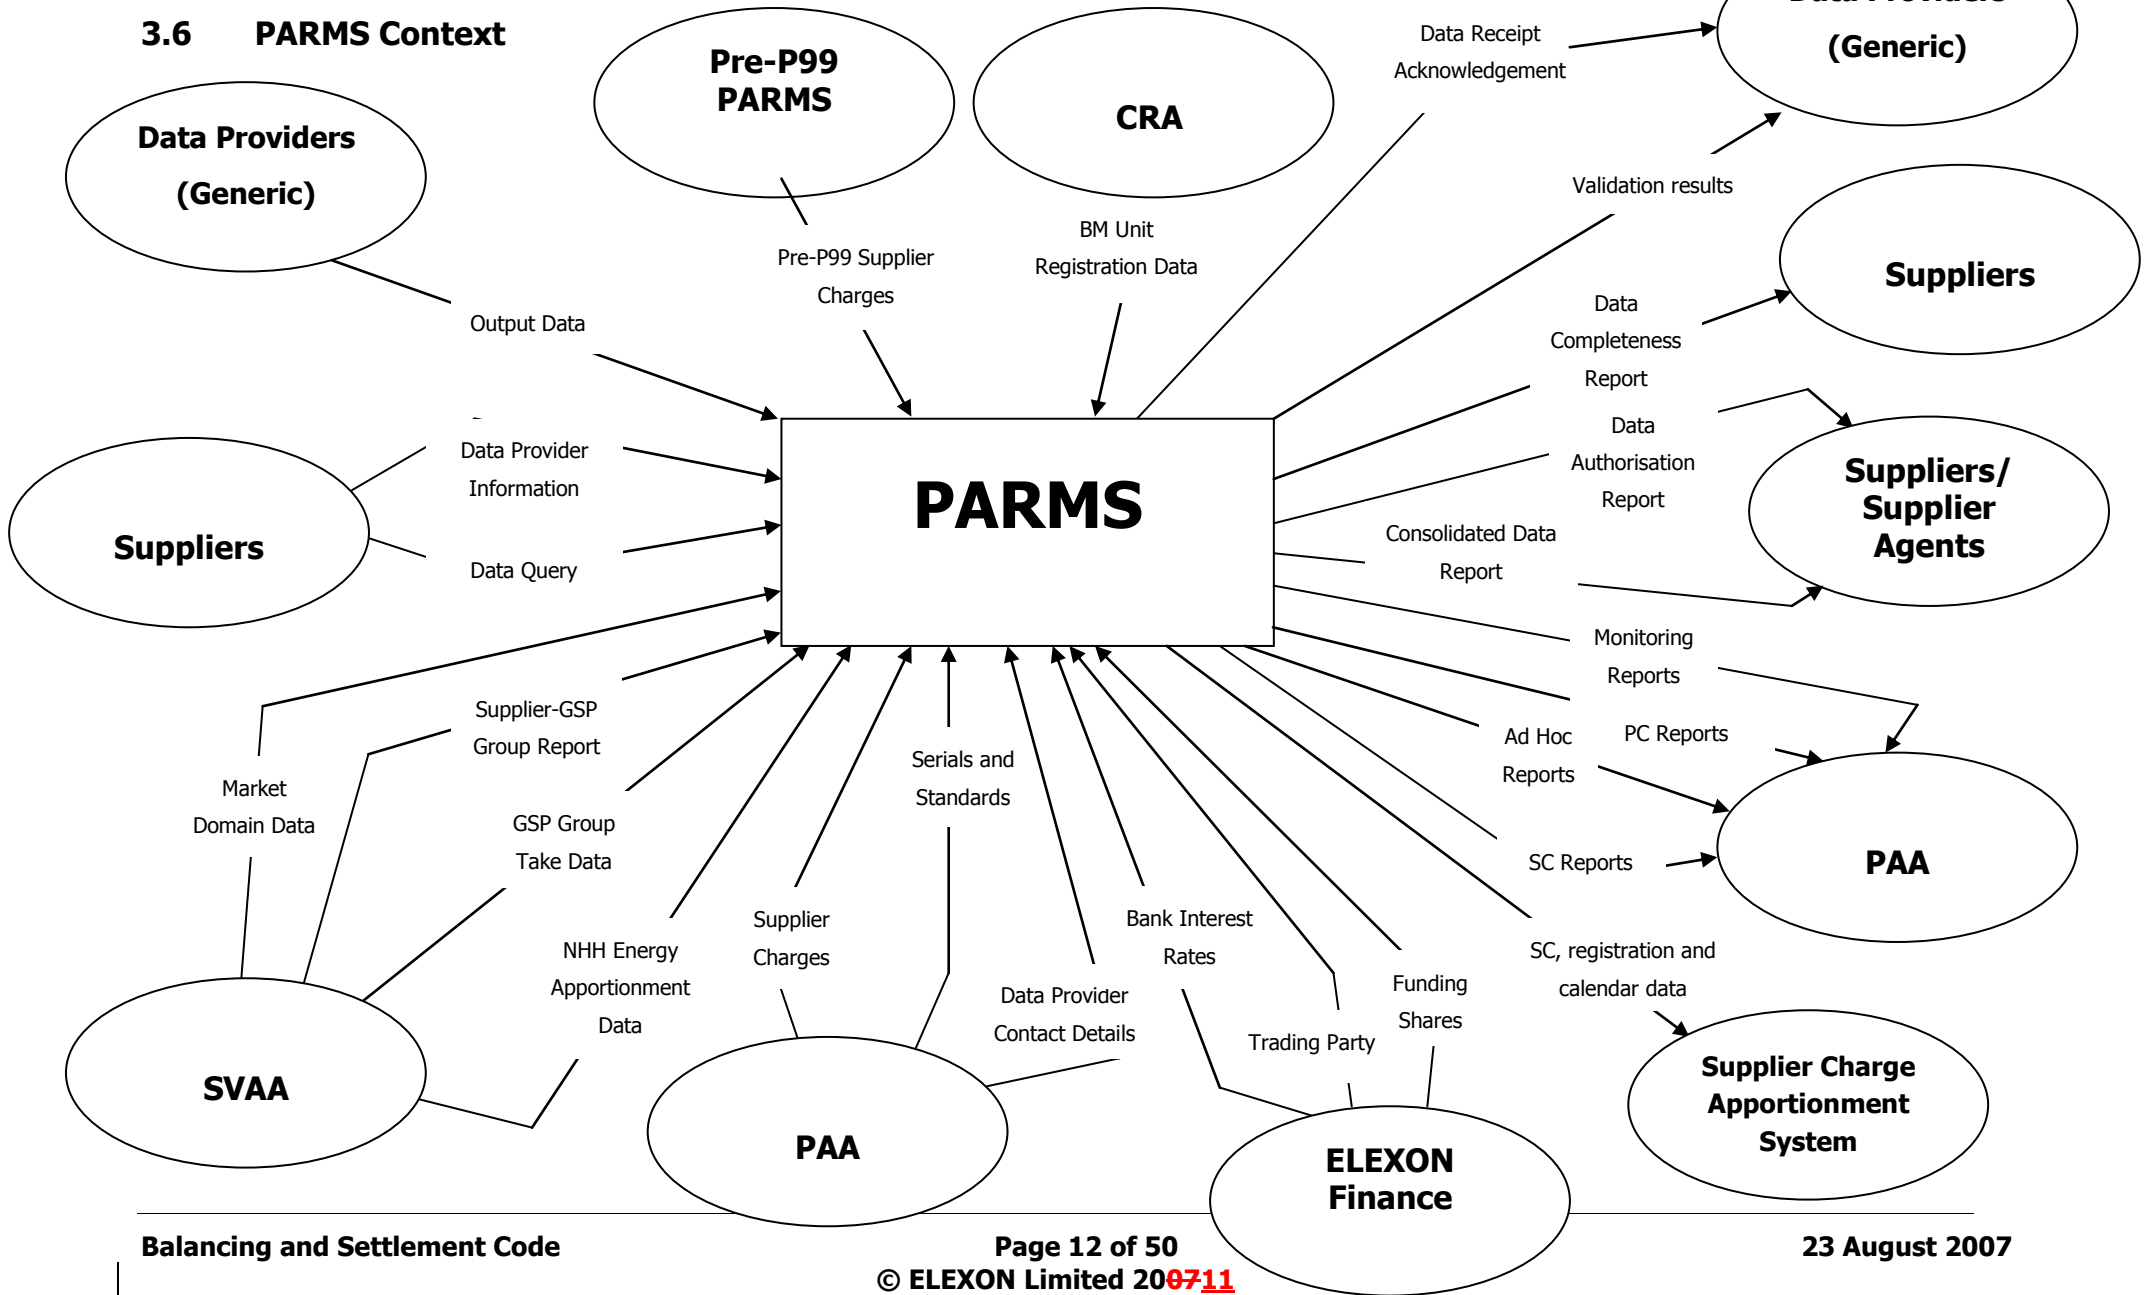 3.6 PARMS Context
Data Providers
(Generic)
Pre-P99
PARMS
CRA
Data Receipt
Acknowledgement
Data Providers
(Generic)
Validation results
Suppliers
Pre-P99 Supplier
Charges
BM Unit
Registration Data
Output Data
Data
Completeness
Report
Data Provider
Information
Suppliers
Data Query
PARMS
Data
Authorisation
Report
Suppliers/
Supplier
Agents
Consolidated Data
Report
Monitoring
Reports
PC Reports
Ad Hoc
Reports
SC Reports
PAA
Market
Domain Data
Supplier-GSP
Group Report
GSP Group
Take Data
NHH Energy
Apportionment
Data
Supplier
Charges
Serials and
Standards
Data Provider
Contact Details
Bank Interest
Rates
Trading Party
Funding
Shares
SC, registration and
calendar data
SVAA
PAA
ELEXON
Finance
Supplier Charge
Apportionment
System
Balancing and Settlement Code
Page 12 of 50
23 August 2007
© ELEXON Limited 200711